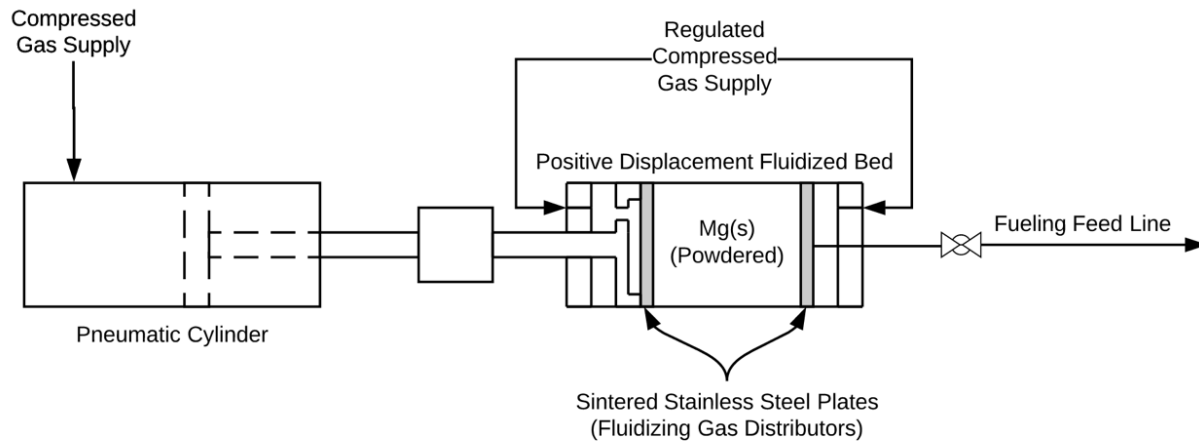 Compressed
Gas Supply
Regulated
Compressed
Gas Supply
Positive Displacement Fluidized Bed
Mg(s)
(Powdered)
Fueling Feed Line
Pneumatic Cylinder
Sintered Stainless Steel Plates
(Fluidizing Gas Distributors)